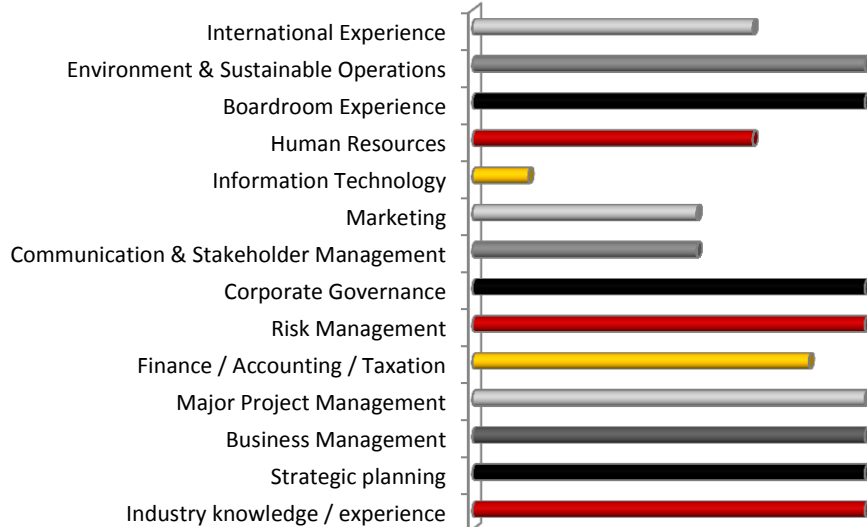 International Experience
Environment & Sustainable Operations
Boardroom Experience
Human Resources
Information Technology
Marketing
Communication & Stakeholder Management
Corporate Governance
Risk Management
Finance / Accounting / Taxation
Major Project Management
Business Management
Strategic planning
Industry knowledge / experience